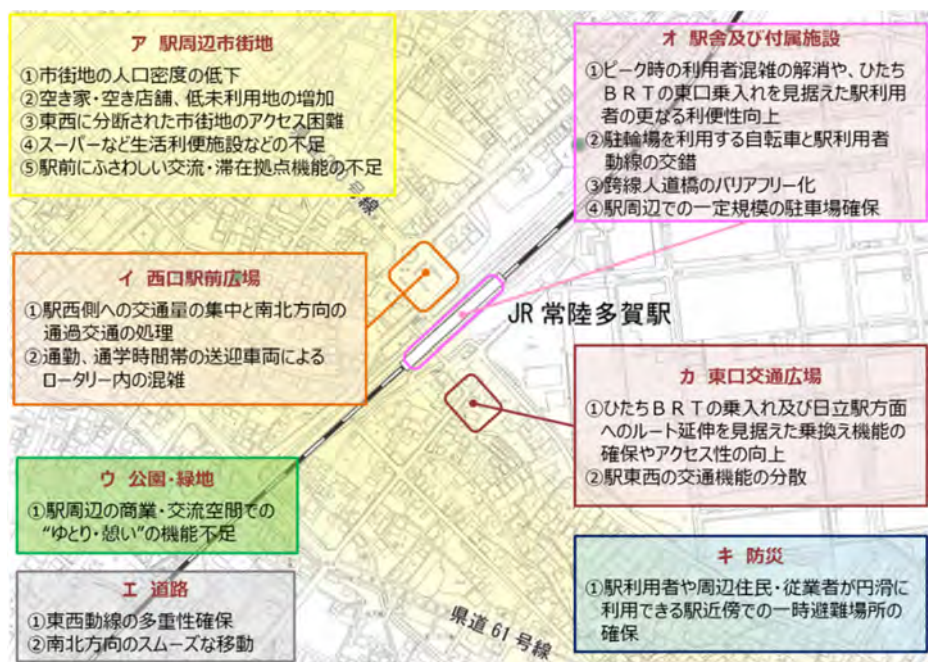 ア 駅周辺市街地
①市街地の人口密度の低下
②空き家・空き店舗、低未利用地の増加
③東西に分断された市街地のアクセス困難
④スーパーなど生活利便施設などの不足
⑤駅前にふさわしい交流・滞在拠点機能の不足
号線
オ 駅舎及び付属施設
①ピーク時の利用者混雑の解消や、ひたち
BRTの東口乗入れを見据えた駅利用
者の更なる利便性向上
②駐輪場を利用する自転車と駅利用者
動線の交錯
③跨線人道橋のバリアフリー化
④駅周辺での一定規模の駐車場確保
イ 西口駅前広場
①駅西側への交通量の集中と南北方向の
通過交通の処理
②通勤、通学時間帯の送迎車両による
ロータリー内の混雑
JR 常陸多賀駅
カ 東口交通広場
①ひたちBRTの乗入れ及び日立駅方面
へのルート延伸を見据えた乗換え機能の
確保やアクセス性の向上
②駅東西の交通機能の分散
ウ 公園・緑地
①駅周辺の商業・交流空間での
“ゆとり・憩い”の機能不足
エ 道路
①東西動線の多重性確保
②南北方向のスムーズな移動
県道 61 号線
キ 防災
①駅利用者や周辺住民・従業者が円滑に
利用できる駅近傍での一時避難場所の
確保